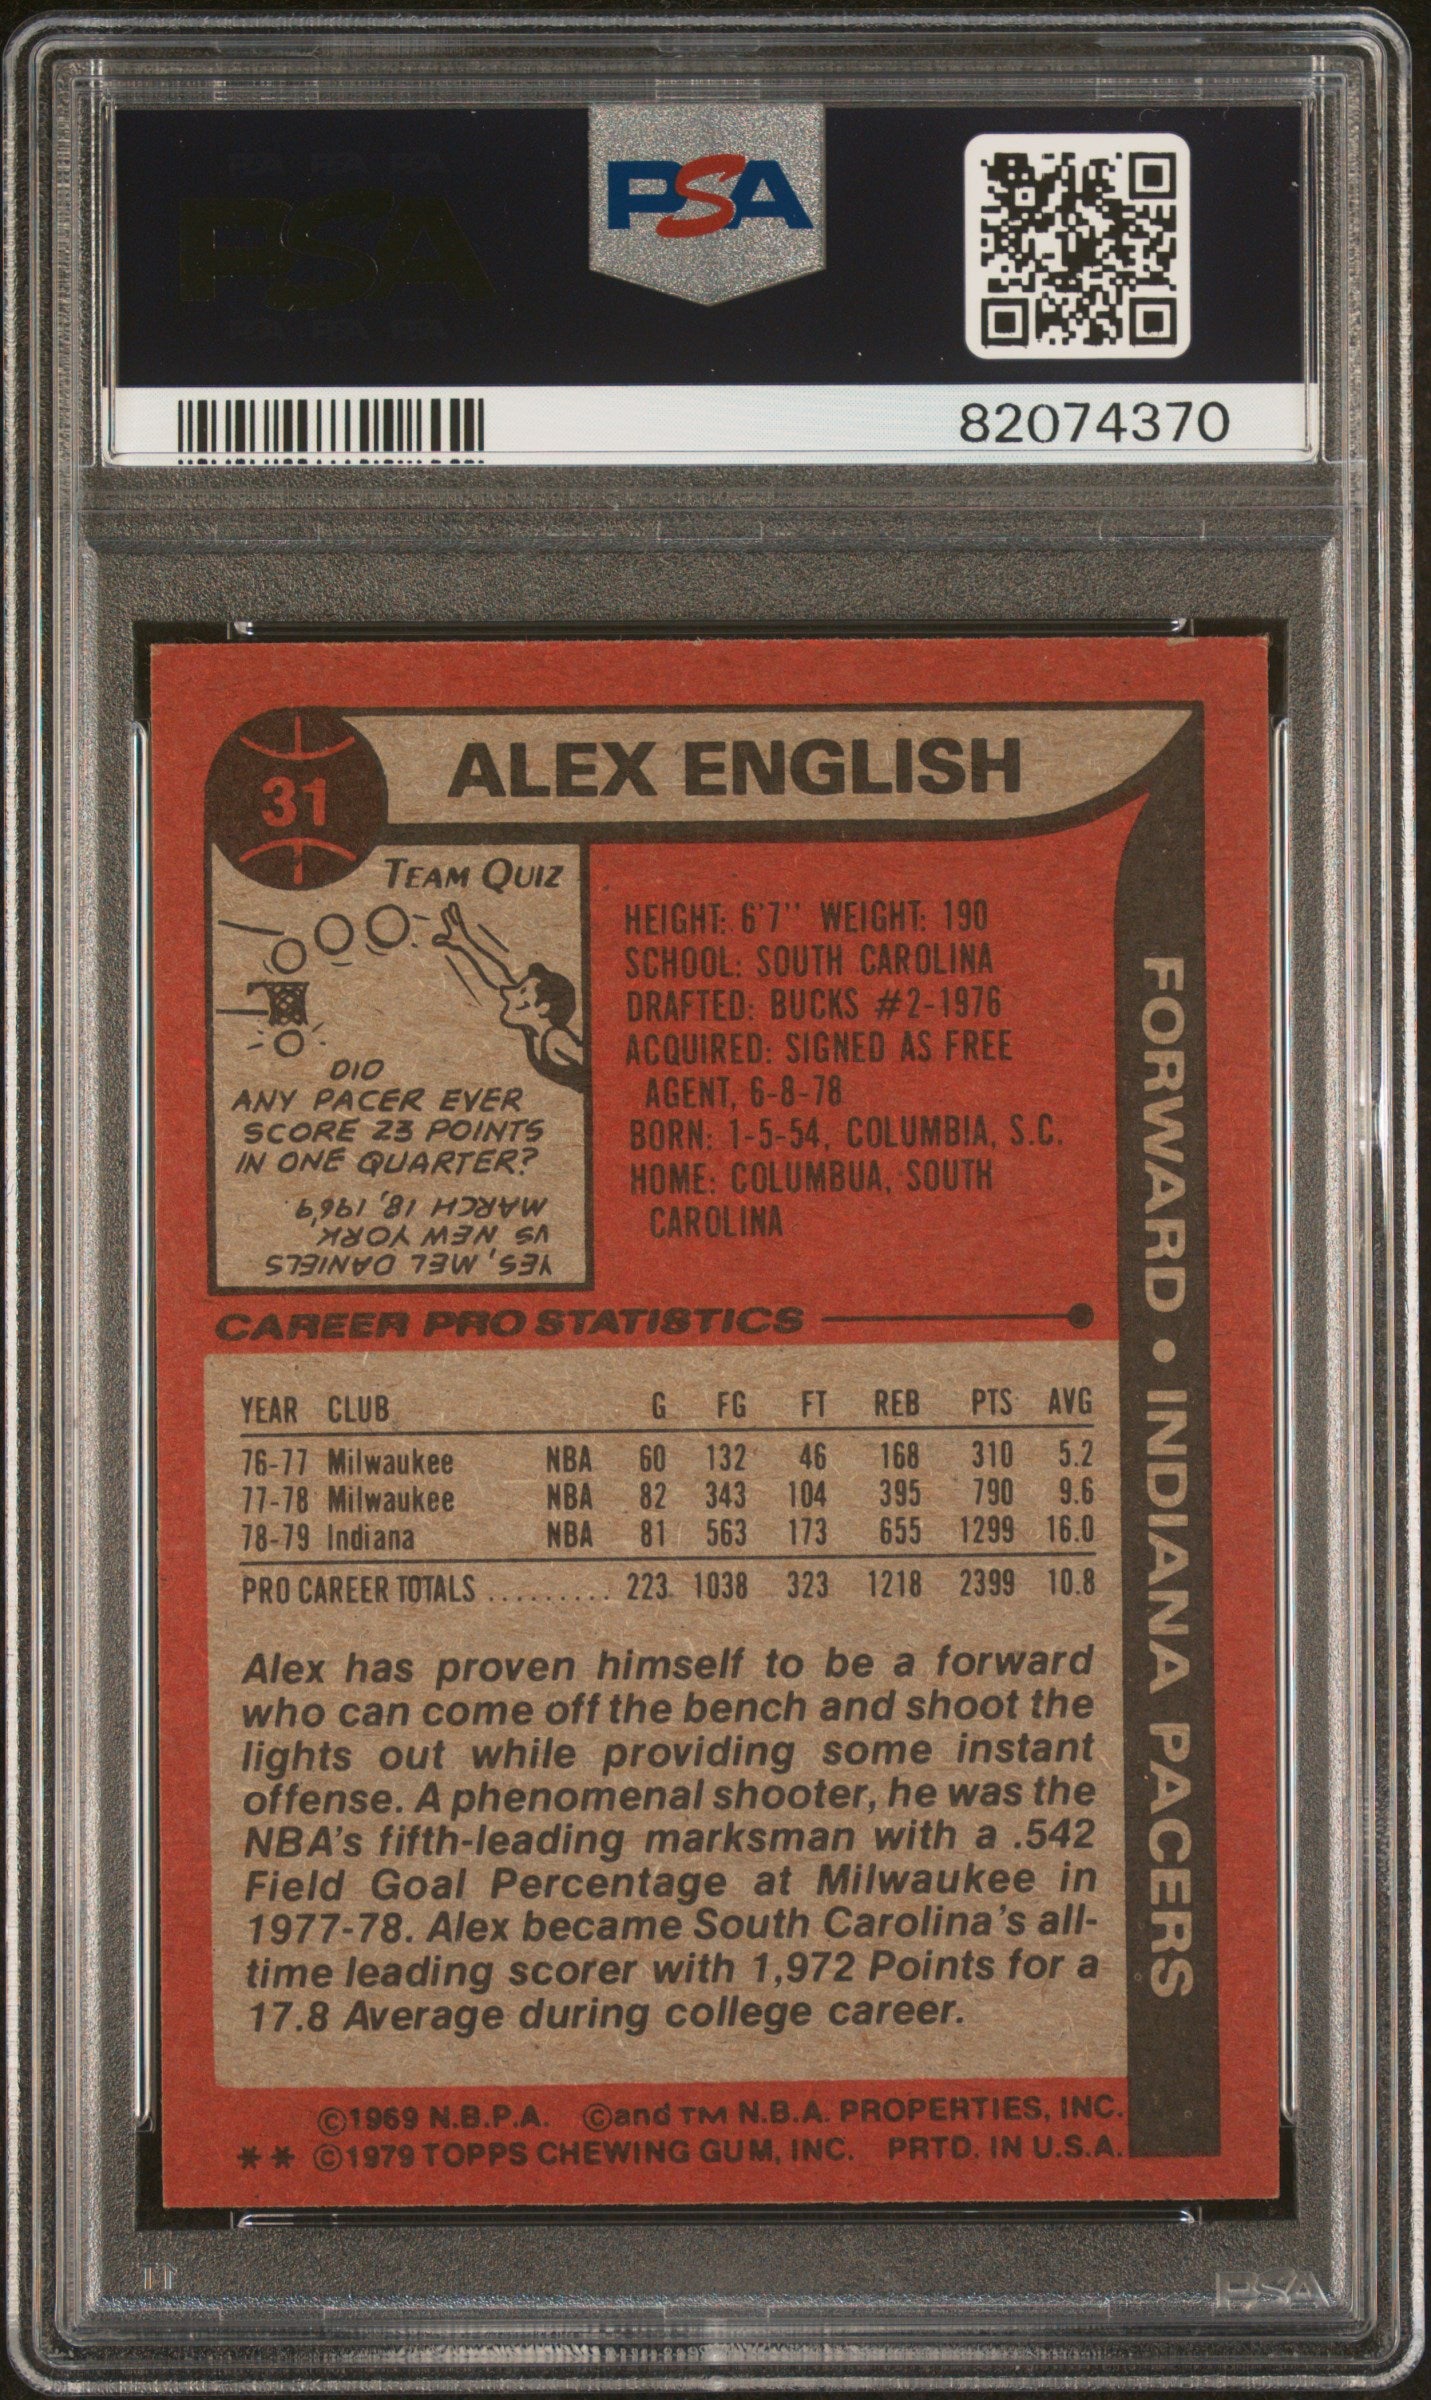 PSA
PSA
82074370
31
ALEX ENGLISH
TEAM QUIZ
DID
ANY PACER EVER
SCORE 23 POINTS
IN ONE QUARTER?
YES, MEL DANIELS
VS NEW YORK,
MARCH 18, 1969.
HEIGHT: 6'7" WEIGHT: 190
SCHOOL: SOUTH CAROLINA
DRAFTED: BUCKS #2-1976
ACQUIRED: SIGNED AS FREE
AGENT, 6-8-78
BORN: 1-5-54, COLUMBIA, S.C.
HOME: COLUMBUA, SOUTH
CAROLINA
FORWARD • INDIANA PACERS
CAREER PRO STATISTICS
YEAR CLUB G FG FT REB PTS AVG
76-77 Milwaukee NBA 60 132 46 168 310 5.2
77-78 Milwaukee NBA 82 343 104 395 790 9.6
78-79 Indiana NBA 81 563 173 655 1299 16.0
PRO CAREER TOTALS ......... 223 1038 323 1218 2399 10.8
Alex has proven himself to be a forward
who can come off the bench and shoot the
lights out while providing some instant
offense. A phenomenal shooter, he was the
NBA's fifth-leading marksman with a .542
Field Goal Percentage at Milwaukee in
1977-78. Alex became South Carolina's all-
time leading scorer with 1,972 Points for a
17.8 Average during college career.
©1969 N.B.P.A. ©and TM N.B.A. PROPERTIES, INC.
** ©1979 TOPPS CHEWING GUM, INC. PRTD. IN U.S.A.
PSA